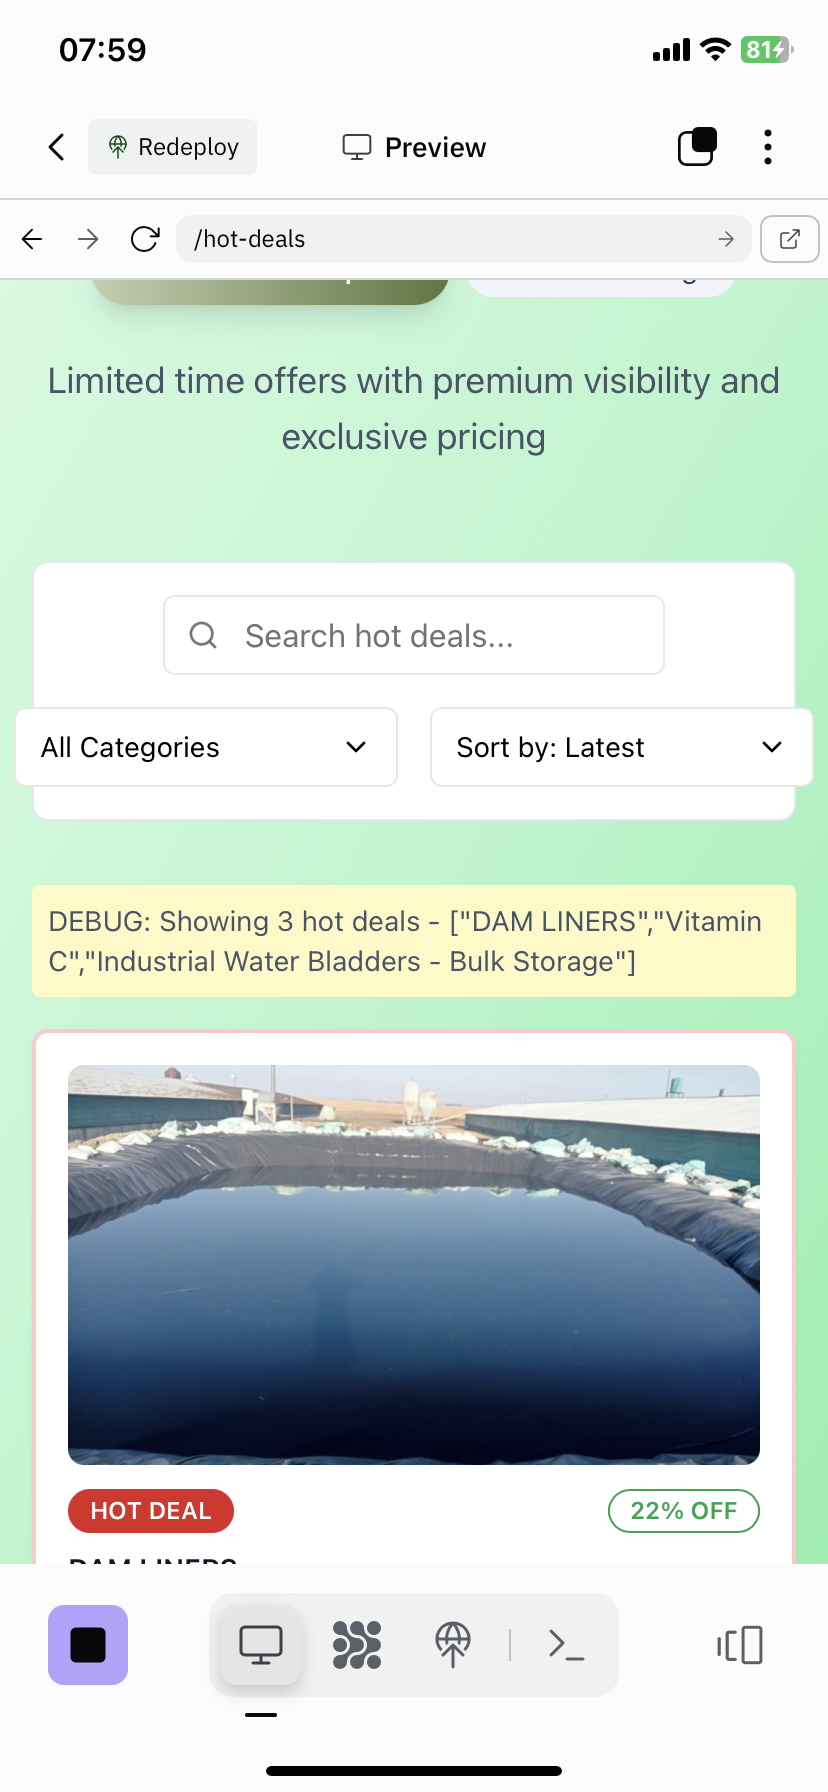 07:59
81
Redeploy
Preview
/hot-deals
Limited time offers with premium visibility and
exclusive pricing
Search hot deals...
All Categories
Sort by: Latest
DEBUG: Showing 3 hot deals - ["DAM LINERS","Vitamin
C","Industrial Water Bladders - Bulk Storage"]
HOT DEAL
22% OFF
DAM LINERS